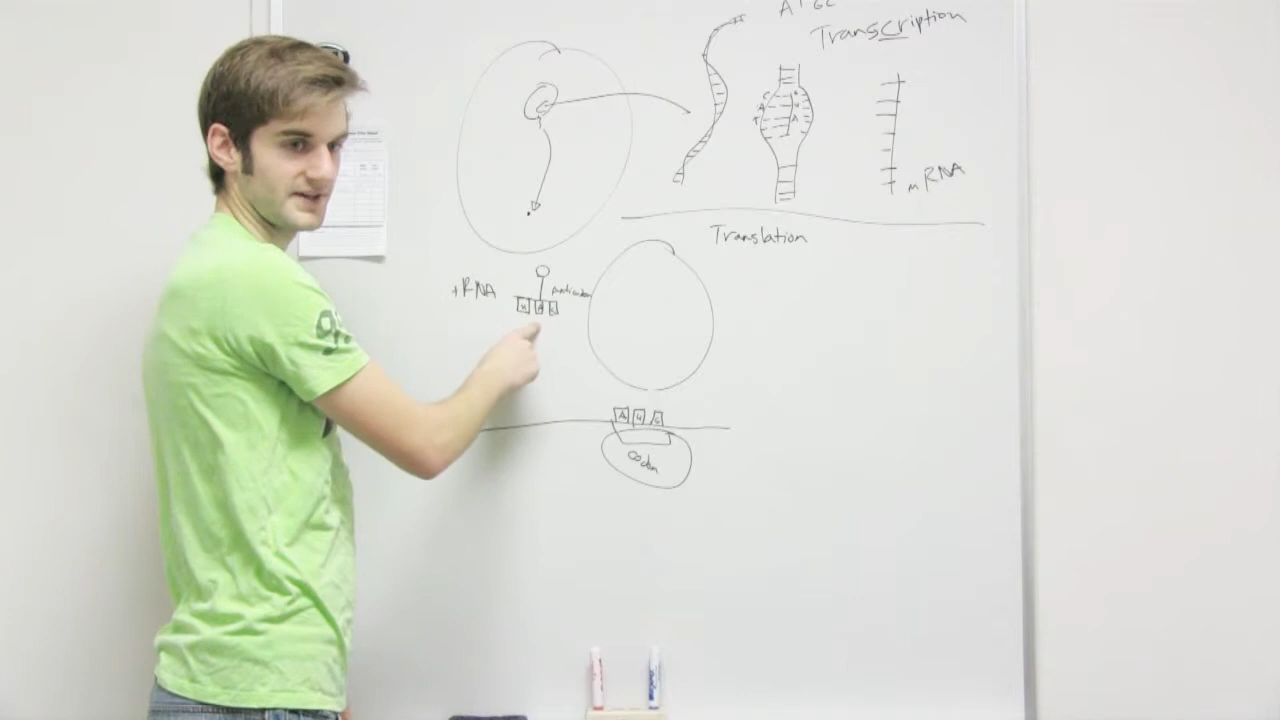 Transcription
C
A
T
A
mRNA
Translation
tRNA
Anticodon
U A C
A U G
Codon